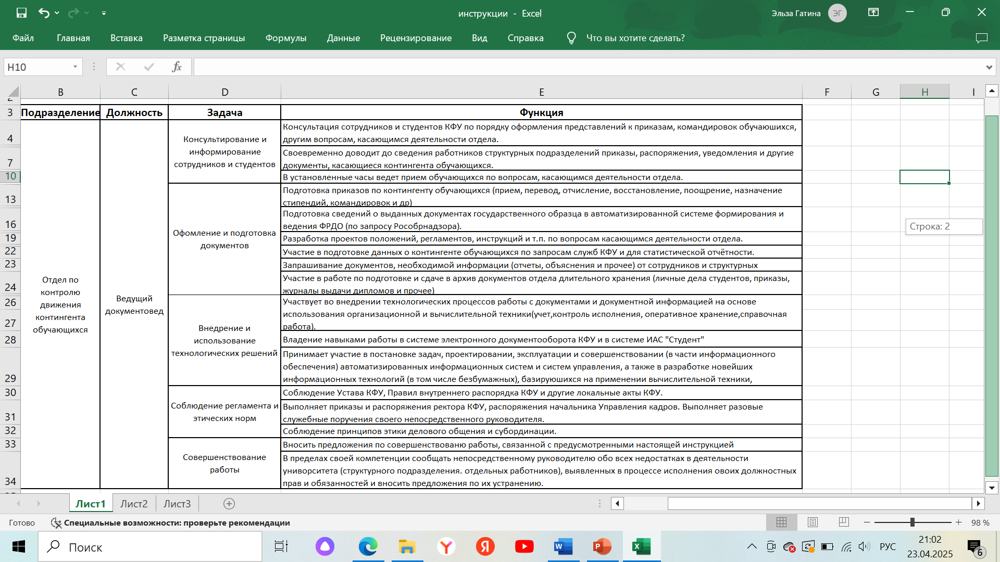 инструкции - Excel
Эльза Гатина
ЭГ
Файл
Главная
Вставка
Разметка страницы
Формулы
Данные
Рецензирование
Вид
Справка
Что вы хотите сделать?
H10
fx
B C D E F G H I
2
3 Подразделение Должность Задача Функция
4
7
10
13
16
19
22
23
24
26
27
28
29
30
31
32
33
34
Отдел по
контролю
движения
контингента
обучающихся
Ведущий
документовед
Консультирование и
информирование
сотрудников и студентов
Консультация сотрудников и студентов КФУ по порядку оформления представлений к приказам, командировок обучаюшихся,
другим вопросам, касающимся деятельности отдела.
Своевременно доводит до сведения работников структурных подразделений приказы, распоряжения, уведомления и другие
документы, касающиеся контингента обучающихся.
В установленные часы ведет прием обучающихся по вопросам, касающимся деятельности отдела.
Офомление и подготовка
документов
Подготовка приказов по контингенту обучающихся (прием, перевод, отчисление, восстановление, поощрение, назначение
стипендий, командировок и др)
Подготовка сведений о выданных документах государственного образца в автоматизированной системе формирования и
ведения ФРДО (по запросу Рособрнадзора).
Разработка проектов положений, регламентов, инструкций и т.п. по вопросам касающимся деятельности отдела.
Участие в подготовке данных о контингенте обучающихся по запросам служб КФУ и для статистической отчётности.
Запрашивание документов, необходимой информации (отчеты, объяснения и прочее) от сотрудников и структурных
Участие в работе по подготовке и сдаче в архив документов отдела длительного хранения (личные дела студентов, приказы,
журналы выдачи дипломов и прочее)
Внедрение и
использование
технологических решений
Участвует во внедрении технологических процессов работы с документами и документной информацией на основе
использования организационной и вычислительной техники(учет,контроль исполнения, оперативное хранение,справочная
работа).
Владение навыками работы в системе электронного документооборота КФУ и в системе ИАС "Студент"
Принимает участие в постановке задач, проектировании, эксплуатации и совершенствовании (в части информационного
обеспечения) автоматизированных информационных систем и систем управления, а также в разработке новейших
информационных технологий (в том числе безбумажных), базируюшихся на применении вычислительной техники,
Соблюдение регламента и
этических норм
Соблюдение Устава КФУ, Правил внутреннего распорядка КФУ и другие локальные акты КФУ.
Выполняет приказы и распоряжения ректора КФУ, распоряжения начальника Управления кадров. Выполняет разовые
служебные поручения своего непосредственного руководителя.
Соблюдение принципов этики делового общения и субординации.
Совершенствование
работы
Вносить предложения по совершенствованю работы, связанной с предусмотренными настоящей инструкцией
В пределах своей компетенции сообщать непосредственному руководителю обо всех недостатках в деятельности
университета (структурного подразделения. отдельных работников), выявленных в процессе исполнения овоих должностных
прав и обязанностей и вносить предложения по их устранению.
Строка: 2
Лист1
Лист2
Лист3
Готово
Специальные возможности: проверьте рекомендации
98 %
Поиск
РУС
21:02
23.04.2025
6